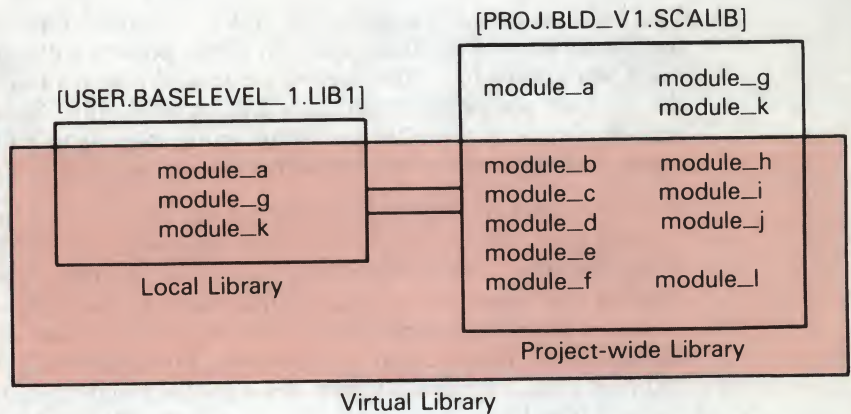 [PROJ.BLD_V1.SCALIB]
module_a module_g
module_k
[USER.BASELEVEL_1.LIB1]
module_a
module_g
module_k
Local Library
module_b module_h
module_c module_i
module_d module_j
module_e
module_f module_l
Project-wide Library
Virtual Library